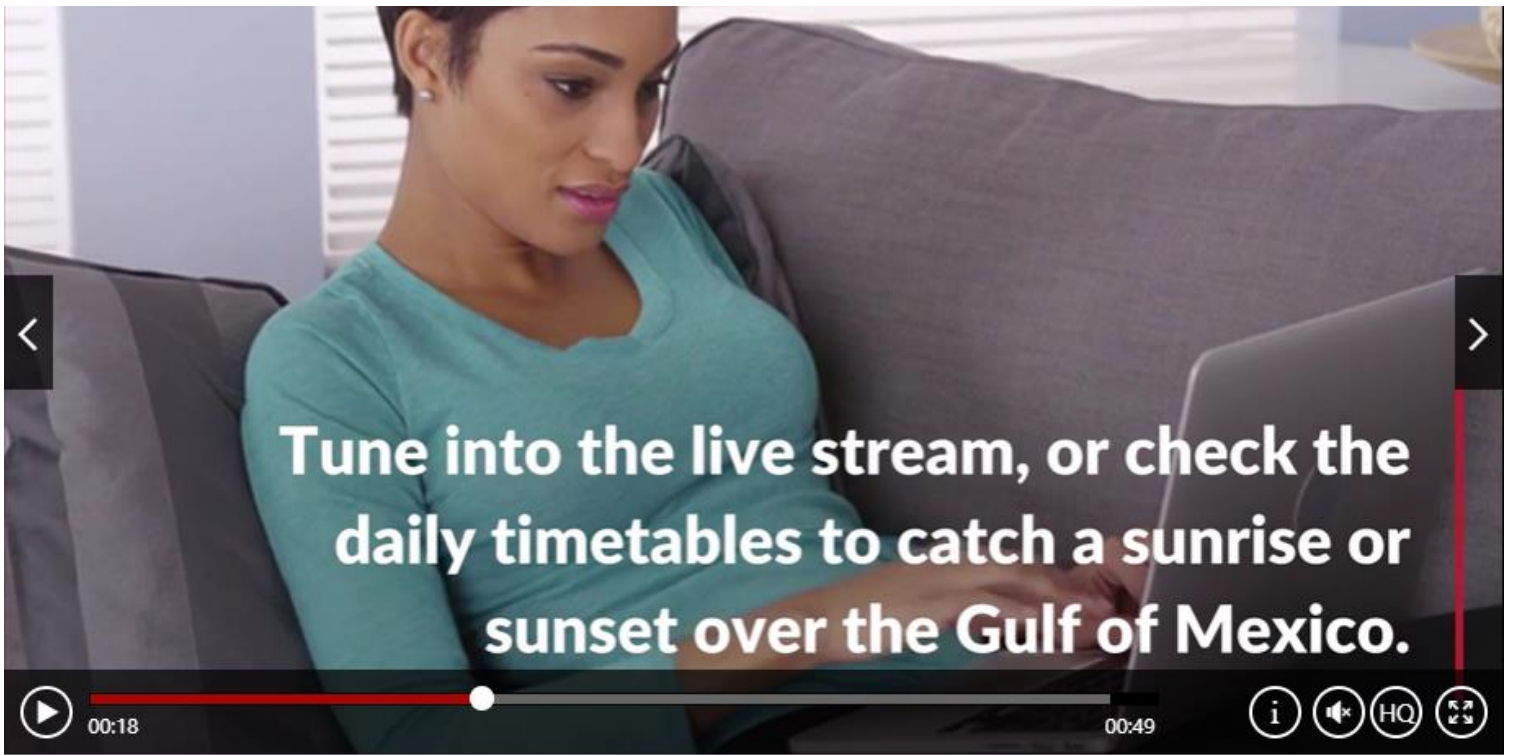 Tune into the live stream, or check the
daily timetables to catch a sunrise or
sunset over the Gulf of Mexico.
00:18
00:49
i
HQ